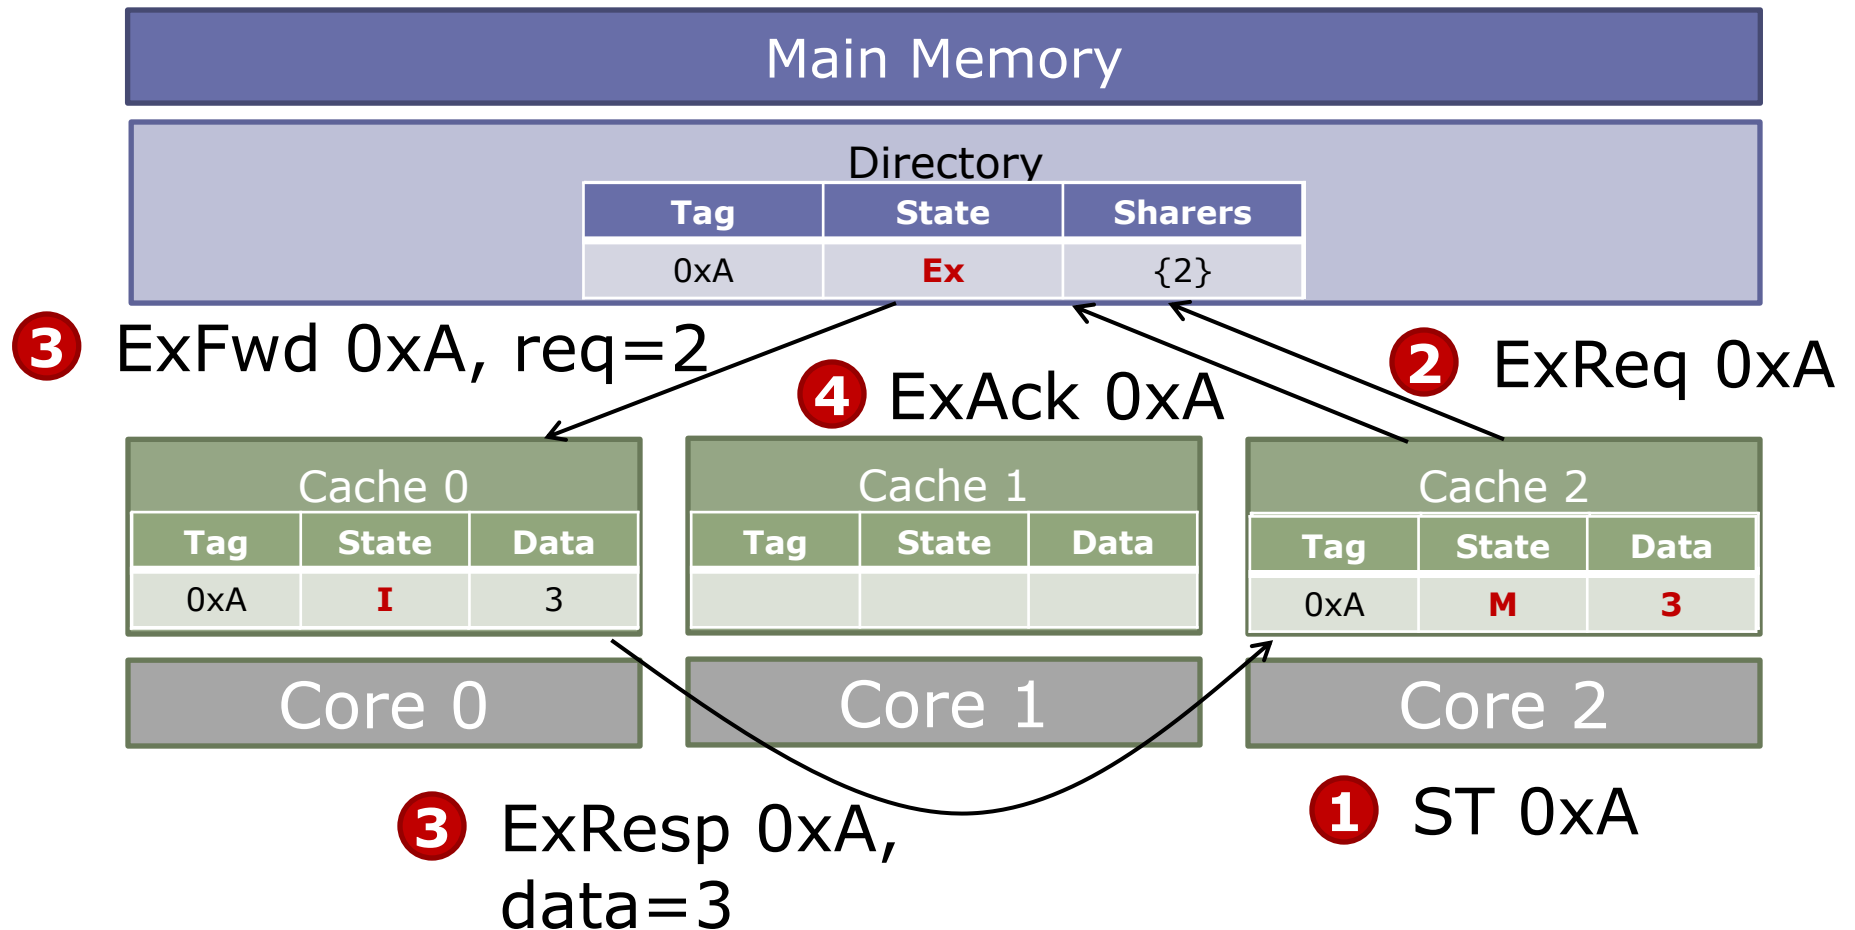 Main Memory
Directory
Tag State Sharers
0xA Ex {2}
3 ExFwd 0xA, req=2
2 ExReq 0xA
4 ExAck 0xA
Cache 0
Tag State Data
0xA I 3
Cache 1
Tag State Data
Cache 2
Tag State Data
0xA M 3
Core 0
Core 1
Core 2
1 ST 0xA
3 ExResp 0xA,
data=3